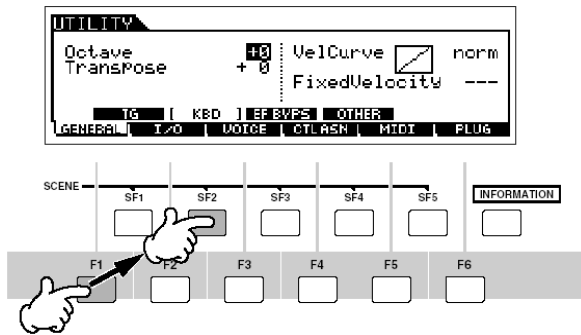 UTILITY
Octave +0 VelCurve norm
Transpose + 0
FixedVelocity ---
TG [ KBD ] EF BYPS OTHER
GENERAL I/O VOICE CTL ASN MIDI PLUG
SCENE SF1 SF2 SF3 SF4 SF5 INFORMATION
F1 F2 F3 F4 F5 F6